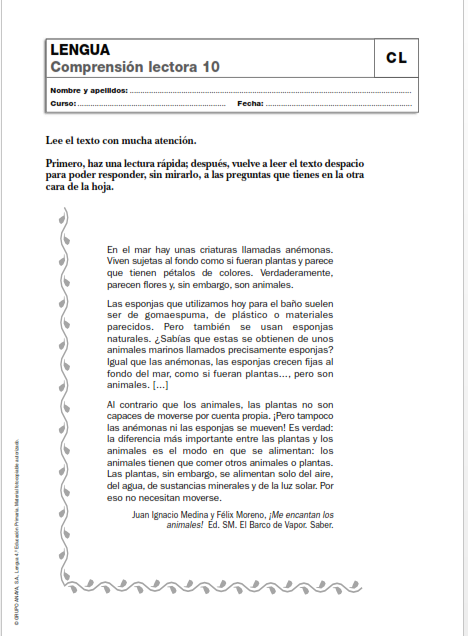 LENGUA
Comprensión lectora 10
CL
Nombre y apellidos:
Curso: Fecha:
Lee el texto con mucha atención.
Primero, haz una lectura rápida; después, vuelve a leer el texto despacio
para poder responder, sin mirarlo, a las preguntas que tienes en la otra
cara de la hoja.
En el mar hay unas criaturas llamadas anémonas.
Viven sujetas al fondo como si fueran plantas y parece
que tienen pétalos de colores. Verdaderamente,
parecen flores y, sin embargo, son animales.
Las esponjas que utilizamos hoy para el baño suelen
ser de gomaespuma, de plástico o materiales
parecidos. Pero también se usan esponjas
naturales. ¿Sabías que estas se obtienen de unos
animales marinos llamados precisamente esponjas?
Igual que las anémonas, las esponjas crecen fijas al
fondo del mar, como si fueran plantas..., pero son
animales. [...]
Al contrario que los animales, las plantas no son
capaces de moverse por cuenta propia. ¡Pero tampoco
las anémonas ni las esponjas se mueven! Es verdad:
la diferencia más importante entre las plantas y los
animales es el modo en que se alimentan: los
animales tienen que comer otros animales o plantas.
Las plantas, sin embargo, se alimentan solo del aire,
del agua, de sustancias minerales y de la luz solar. Por
eso no necesitan moverse.
Juan Ignacio Medina y Félix Moreno, ¡Me encantan los
animales! Ed. SM. El Barco de Vapor. Saber.
© GRUPO ANAYA, S.A., Lengua 4.º Educación Primaria. Material fotocopiable autorizado.